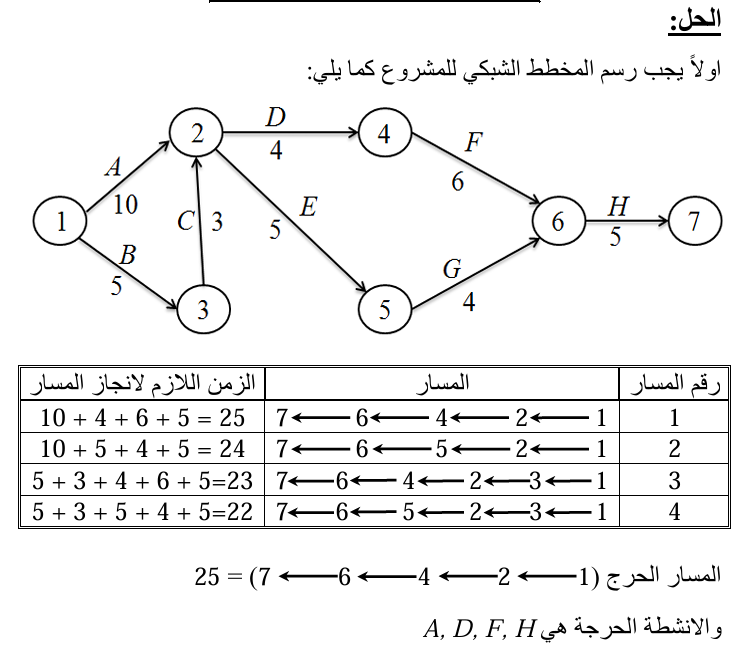 الحل:
اولاً يجب رسم المخطط الشبكي للمشروع كما يلي:
D
2
4
4
F
A
6
10
E
1
C 3
5
6
H
7
5
B
5
G
3
5
4
رقم المسار المسار الزمن اللازم لانجاز المسار
1 1 ← 2 ← 4 ← 6 ← 7 10 + 4 + 6 + 5 = 25
2 1 ← 2 ← 5 ← 6 ← 7 10 + 5 + 4 + 5 = 24
3 1 ← 3 ← 2 ← 4 ← 6 ← 7 5 + 3 + 4 + 6 + 5=23
4 1 ← 3 ← 2 ← 5 ← 6 ← 7 5 + 3 + 5 + 4 + 5=22
المسار الحرج (1 ← 2 ← 4 ← 6 ← 7) = 25
والانشطة الحرجة هي A, D, F, H